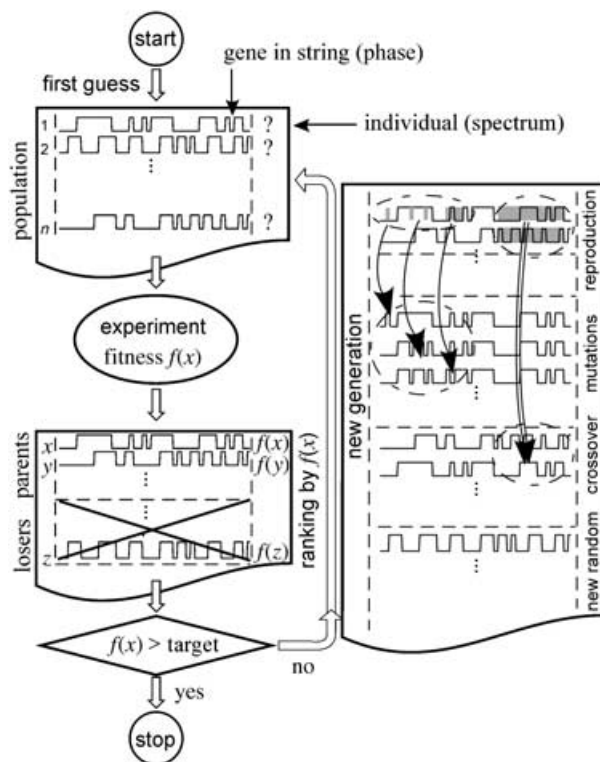 start
first guess
gene in string (phase)
individual (spectrum)
population
1 ?
2 ?
n ?
experiment
fitness f(x)
parents
x f(x)
y f(y)
losers
z f(z)
ranking by f(x)
f(x) > target
no
yes
stop
new generation
reproduction
mutations
crossover
new random